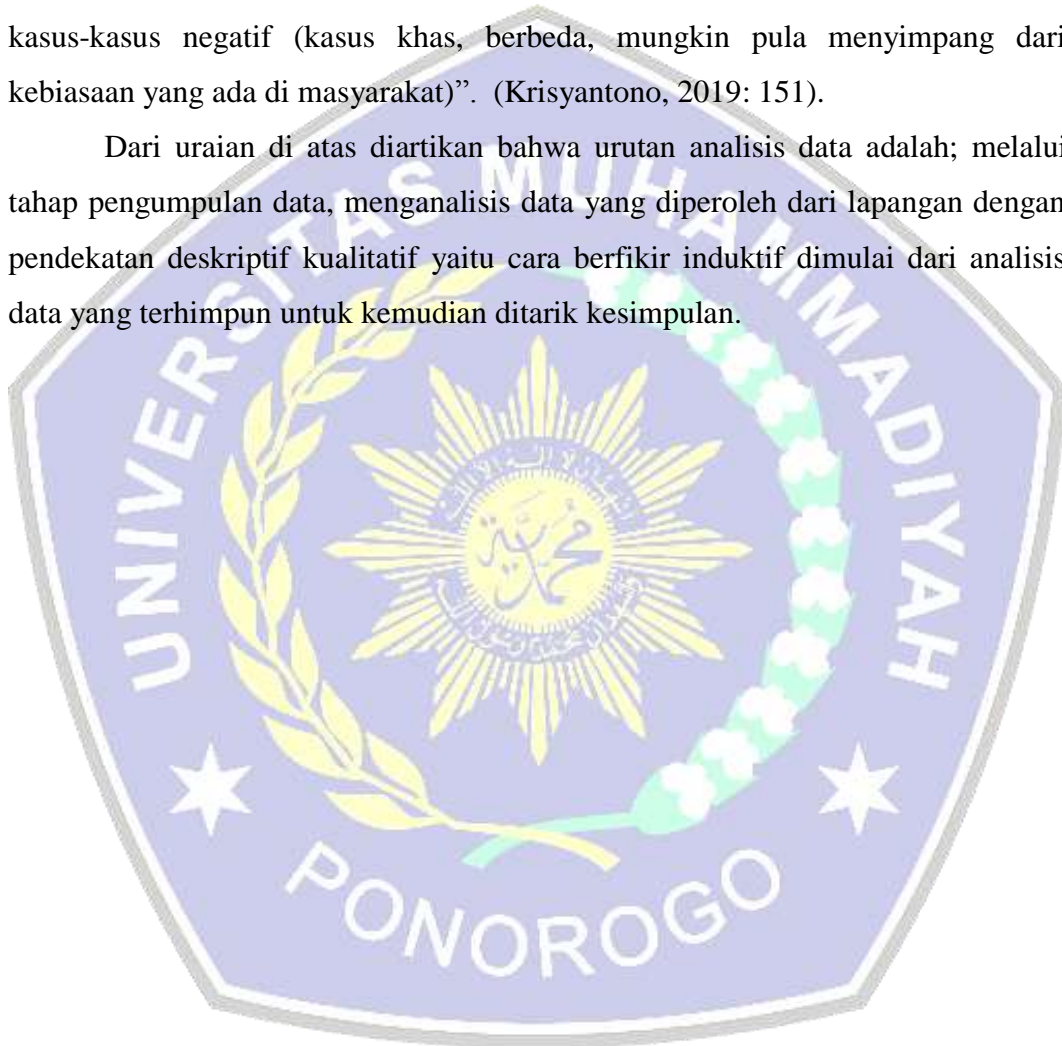 kasus-kasus negatif (kasus khas, berbeda, mungkin pula menyimpang dari
kebiasaan yang ada di masyarakat)”. (Krisyantono, 2019: 151).
Dari uraian di atas diartikan bahwa urutan analisis data adalah; melalui
tahap pengumpulan data, menganalisis data yang diperoleh dari lapangan dengan
pendekatan deskriptif kualitatif yaitu cara berfikir induktif dimulai dari analisis
data yang terhimpun untuk kemudian ditarik kesimpulan.
UNIVERSITAS MUHAMMADIYAH
PONOROGO